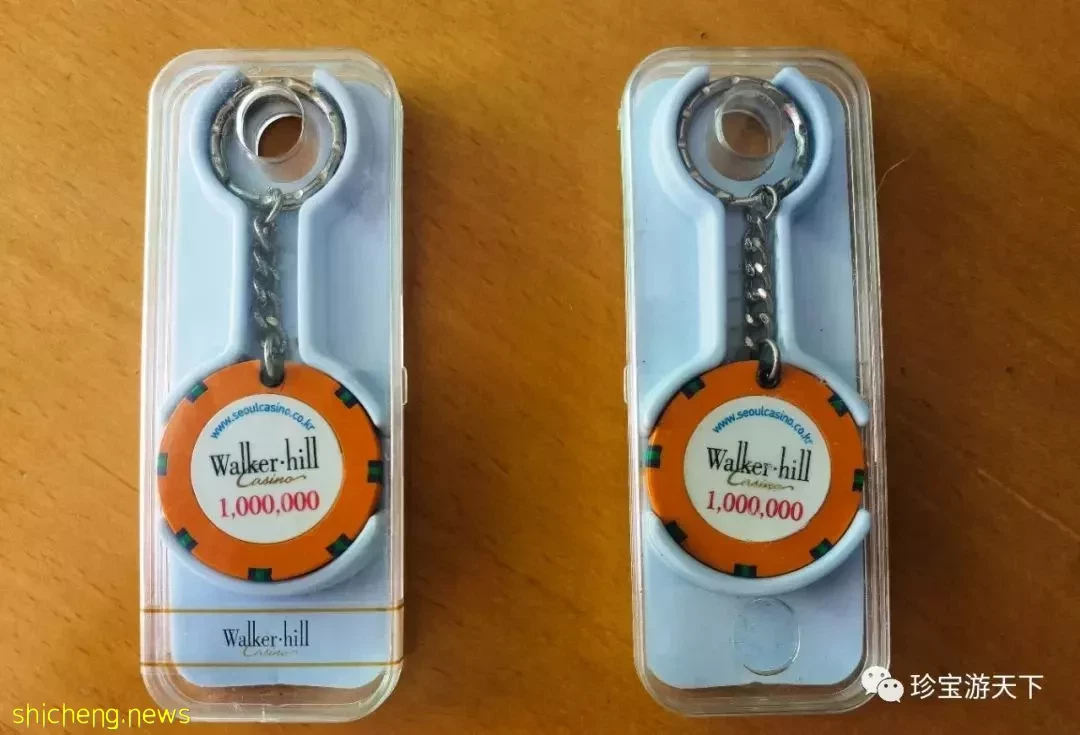 www.seoulcasino.co.kr
Walker·hill
Casino
1,000,000
Walker·hill
Casino
www.seoulcasino.co.kr
Walker·hill
Casino
1,000,000
珍宝游天下
shicheng.news